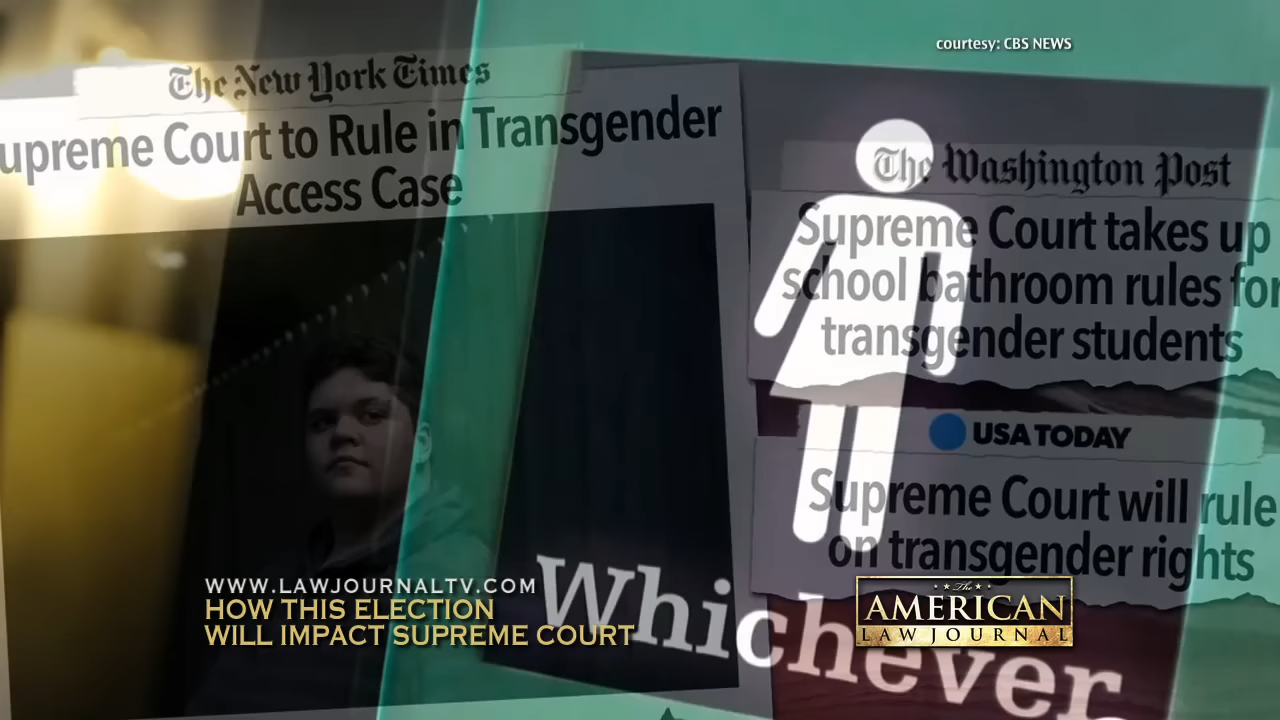 courtesy: CBS NEWS
The New York Times
upreme Court to Rule in Transgender
Access Case
The Washington Post
Supreme Court takes up
school bathroom rules for
transgender students
USA TODAY
Supreme Court will rule
on transgender rights
Whichever
WWW.LAWJOURNALTV.COM
HOW THIS ELECTION
WILL IMPACT SUPREME COURT
The
AMERICAN
LAW JOURNAL